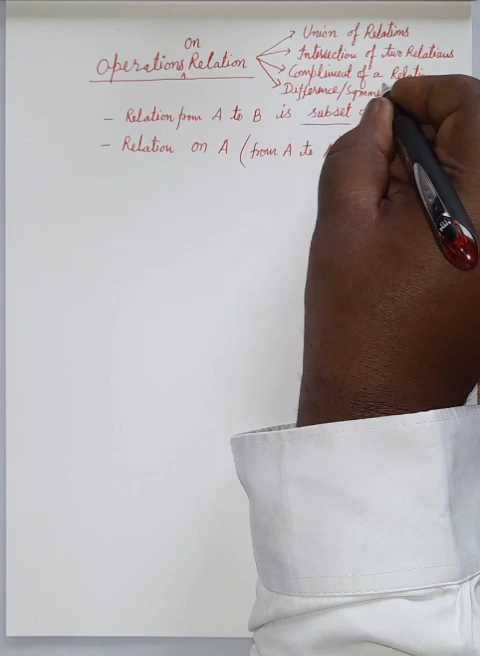 Operations on Relation
Union of Relations
Intersection of two Relations
Compliment of a
Difference/
- Relation from A to B is subset
- Relation on A (from A to